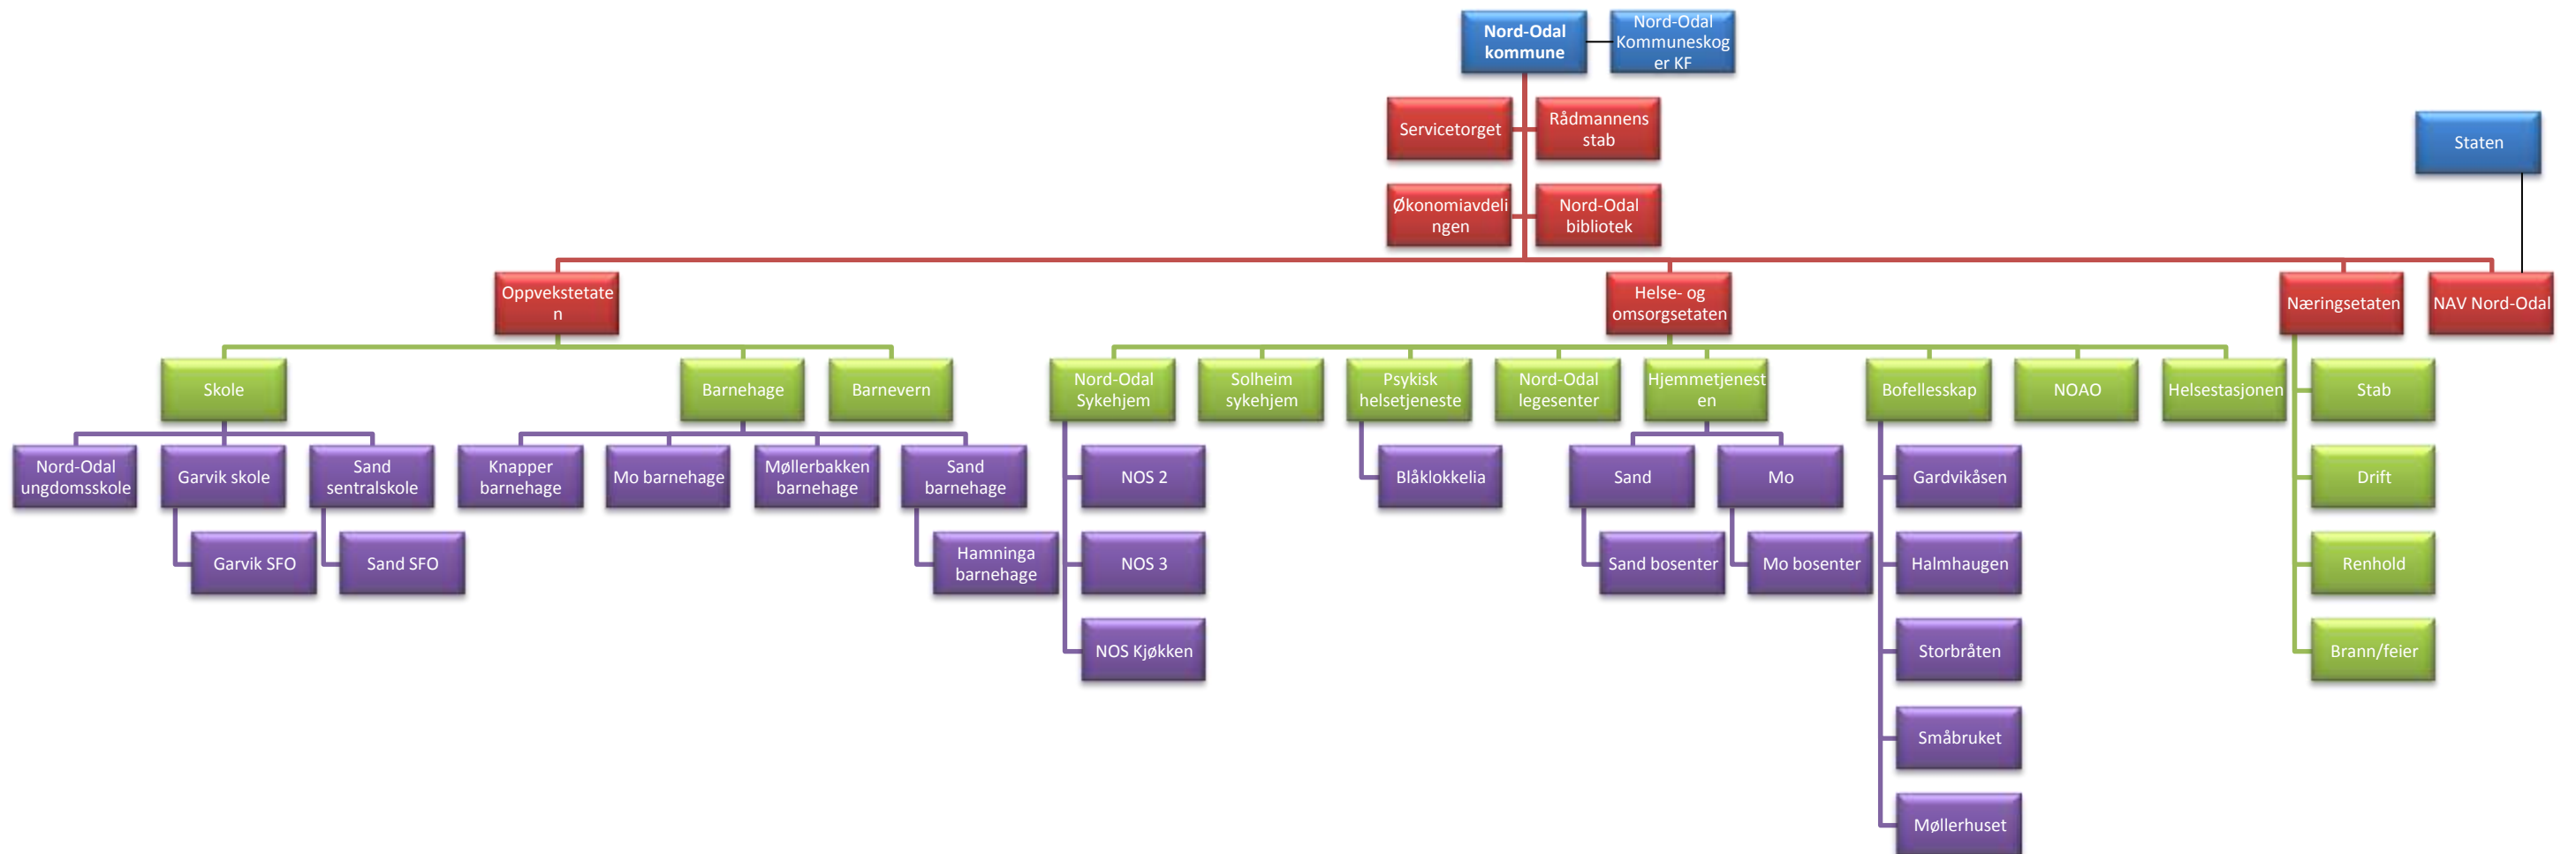 Nord-Odal
kommune
Nord-Odal
Kommuneskog
er KF
Servicetorget
Rådmannens
stab
Staten
Økonomiavdeli
ngen
Nord-Odal
bibliotek
Oppvekstetate
n
Helse- og
omsorgsetaten
Næringsetaten
NAV Nord-Odal
Skole
Barnehage
Barnevern
Nord-Odal
Sykehjem
Solheim
sykehjem
Psykisk
helsetjeneste
Nord-Odal
legesenter
Hjemmetjenest
en
Bofellesskap
NOAO
Helsestasjonen
Stab
Nord-Odal
ungdomsskole
Garvik skole
Sand
sentralskole
Knapper
barnehage
Mo barnehage
Møllerbakken
barnehage
Sand
barnehage
NOS 2
Blåklokkelia
Sand
Mo
Gardvikåsen
Drift
Garvik SFO
Sand SFO
Hamninga
barnehage
NOS 3
Sand bosenter
Mo bosenter
Halmhaugen
Renhold
NOS Kjøkken
Storbråten
Brann/feier
Småbruket
Møllerhuset